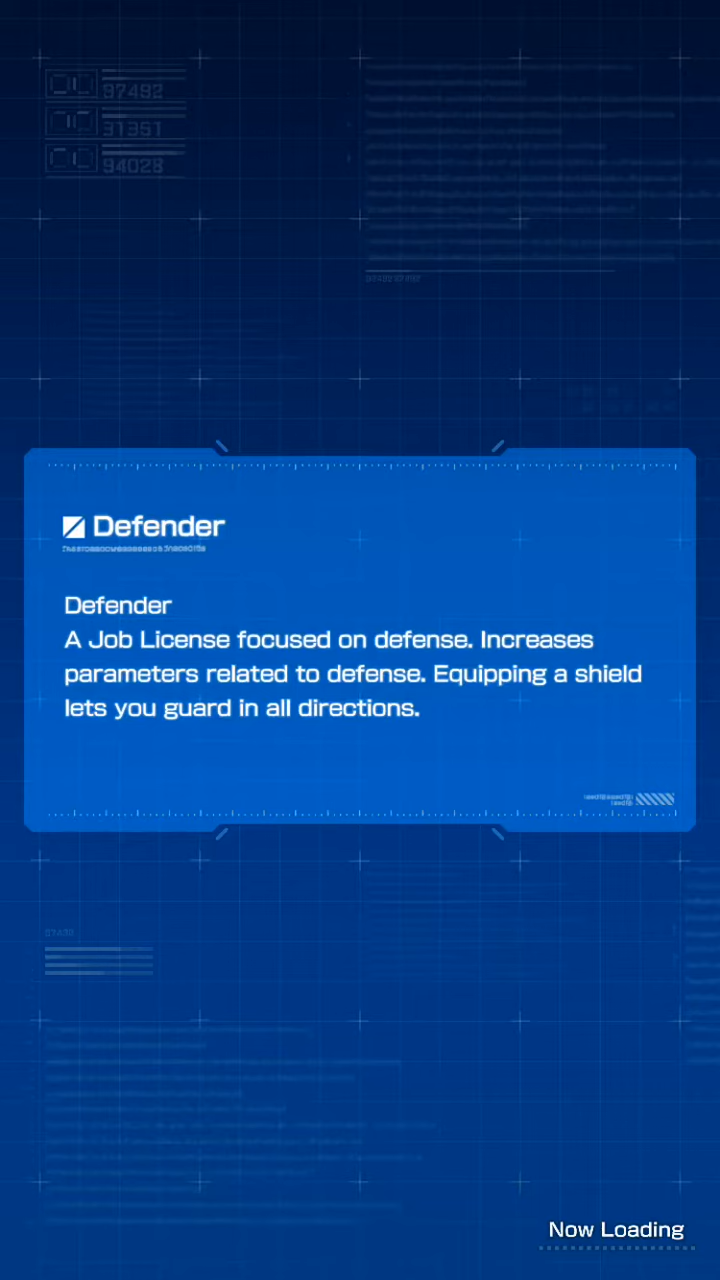 97492
31351
94028
Defender
Defender
A Job License focused on defense. Increases
parameters related to defense. Equipping a shield
lets you guard in all directions.
Now Loading